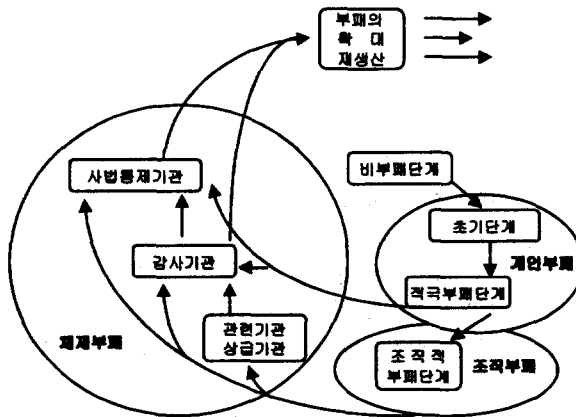 부패의
확 대
재생산
사법통제기관
비부패단계
초기단계
개인부패
감사기관
적극부패단계
관련기관
상급기관
체제부패
조 직 적
부패단계
조직부패